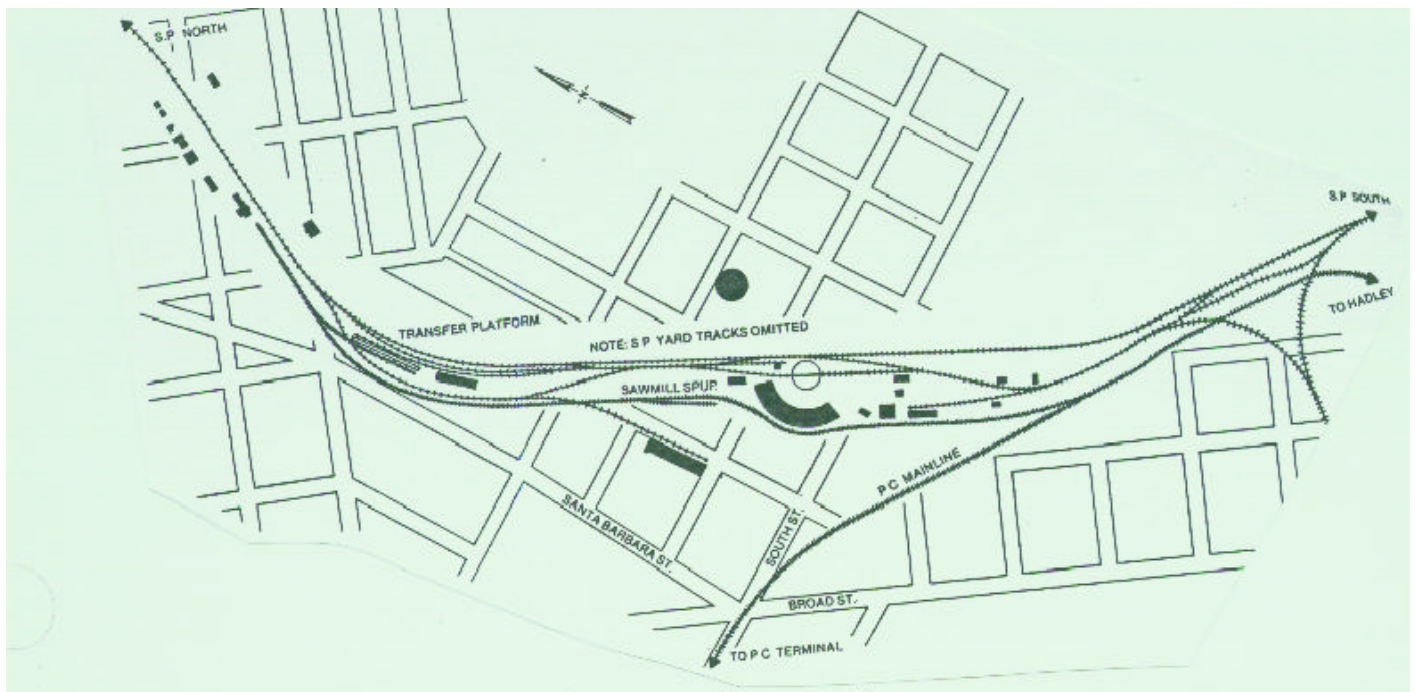 S.P. NORTH
N
S.P. SOUTH
TO HADLEY
TRANSFER PLATFORM
NOTE: S P YARD TRACKS OMITTED
SAWMILL SPUR
P C MAINLINE
SANTA BARBARA ST.
SOUTH ST.
BROAD ST.
TO P C TERMINAL